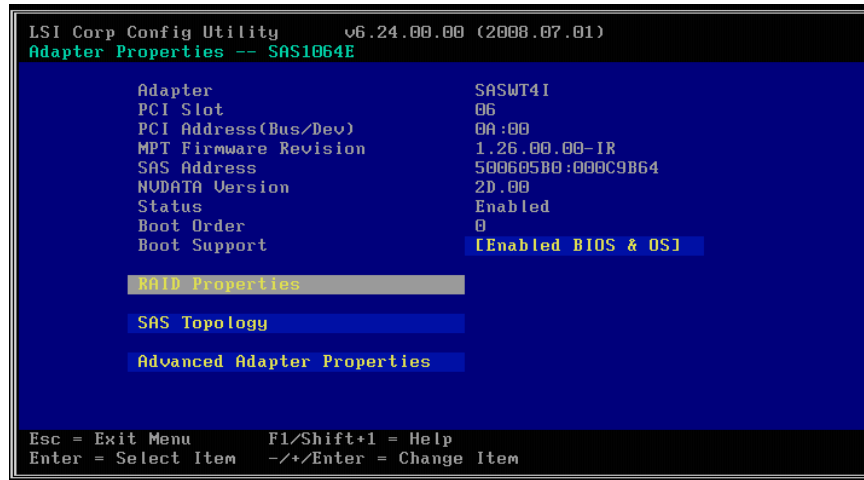 LSI Corp Config Utility v6.24.00.00 (2008.07.01)
Adapter Properties -- SAS1064E
Adapter SASWT4I
PCI Slot 06
PCI Address(Bus/Dev) 0A:00
MPT Firmware Revision 1.26.00.00-IR
SAS Address 500605B0:000C9B64
NVDATA Version 2D.00
Status Enabled
Boot Order 0
Boot Support [Enabled BIOS & OS]
RAID Properties
SAS Topology
Advanced Adapter Properties
Esc = Exit Menu F1/Shift+1 = Help
Enter = Select Item -/+/Enter = Change Item